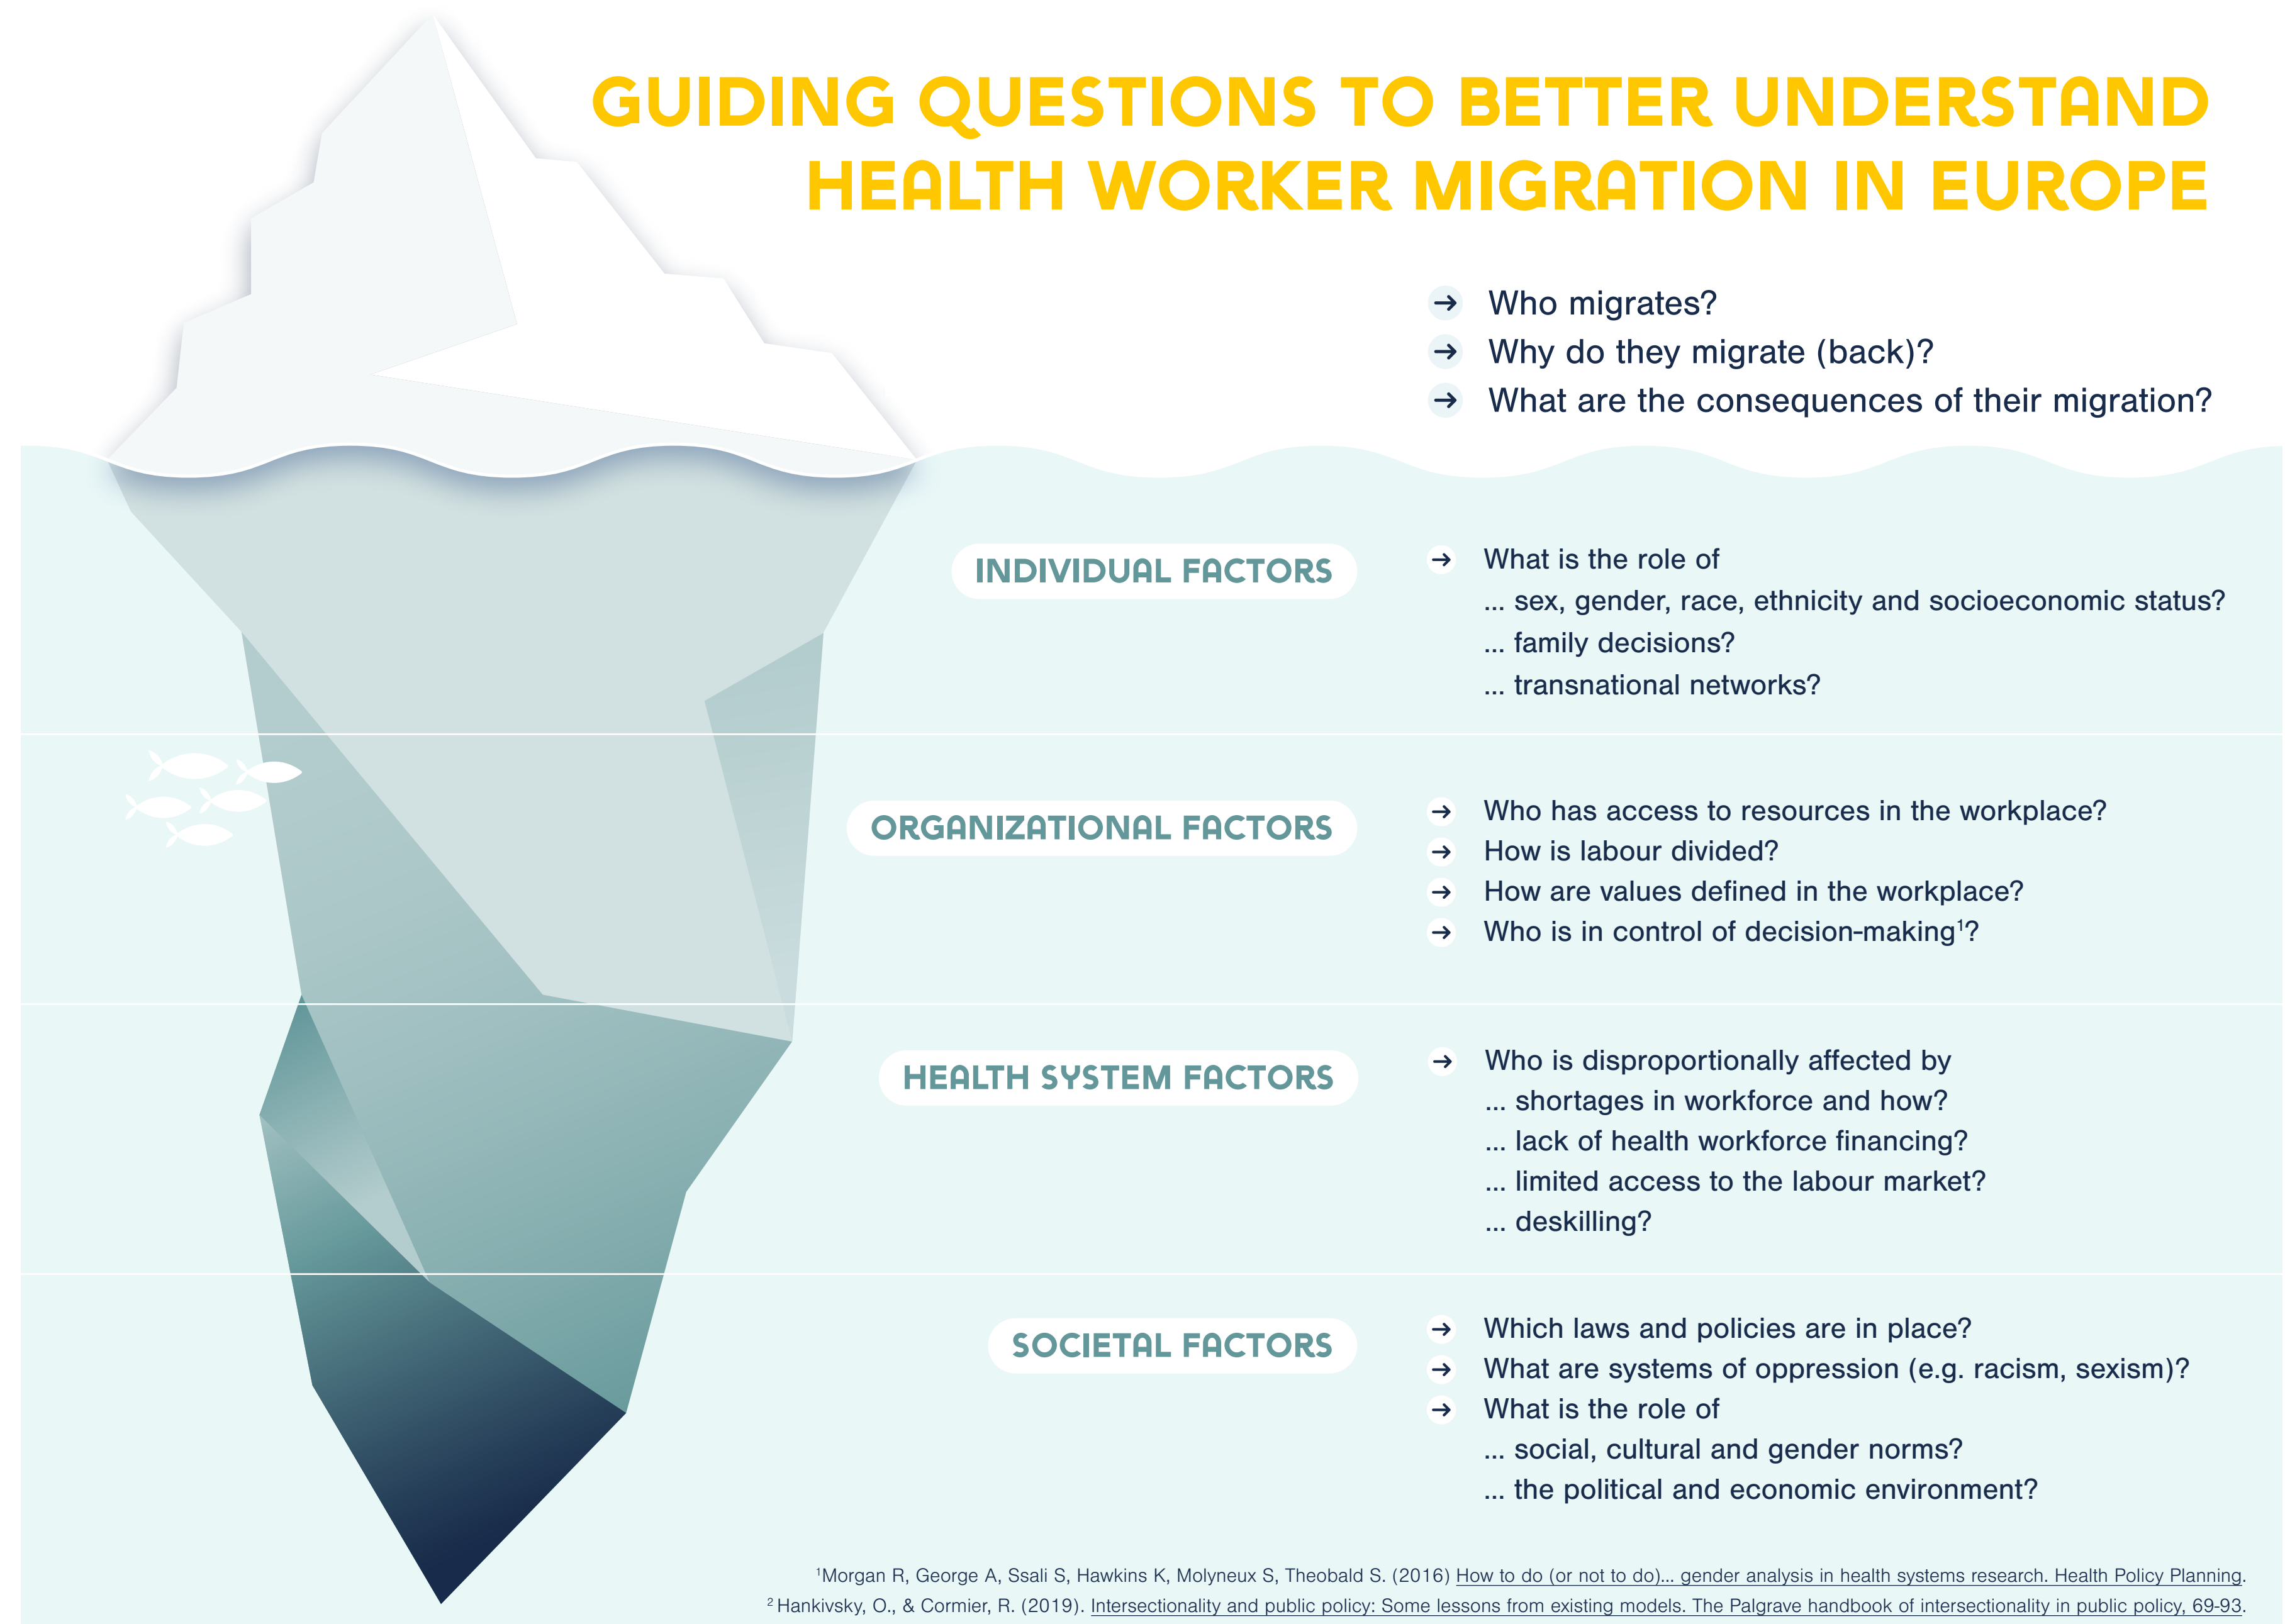 GUIDING QUESTIONS TO BETTER UNDERSTAND
HEALTH WORKER MIGRATION IN EUROPE
→ Who migrates?
→ Why do they migrate (back)?
→ What are the consequences of their migration?
INDIVIDUAL FACTORS
→ What is the role of
... sex, gender, race, ethnicity and socioeconomic status?
... family decisions?
... transnational networks?
ORGANIZATIONAL FACTORS
→ Who has access to resources in the workplace?
→ How is labour divided?
→ How are values defined in the workplace?
→ Who is in control of decision-making¹?
HEALTH SYSTEM FACTORS
→ Who is disproportionally affected by
... shortages in workforce and how?
... lack of health workforce financing?
... limited access to the labour market?
... deskilling?
SOCIETAL FACTORS
→ Which laws and policies are in place?
→ What are systems of oppression (e.g. racism, sexism)?
→ What is the role of
... social, cultural and gender norms?
... the political and economic environment?
¹Morgan R, George A, Ssali S, Hawkins K, Molyneux S, Theobald S. (2016) How to do (or not to do)... gender analysis in health systems research. Health Policy Planning.
² Hankivsky, O., & Cormier, R. (2019). Intersectionality and public policy: Some lessons from existing models. The Palgrave handbook of intersectionality in public policy, 69-93.